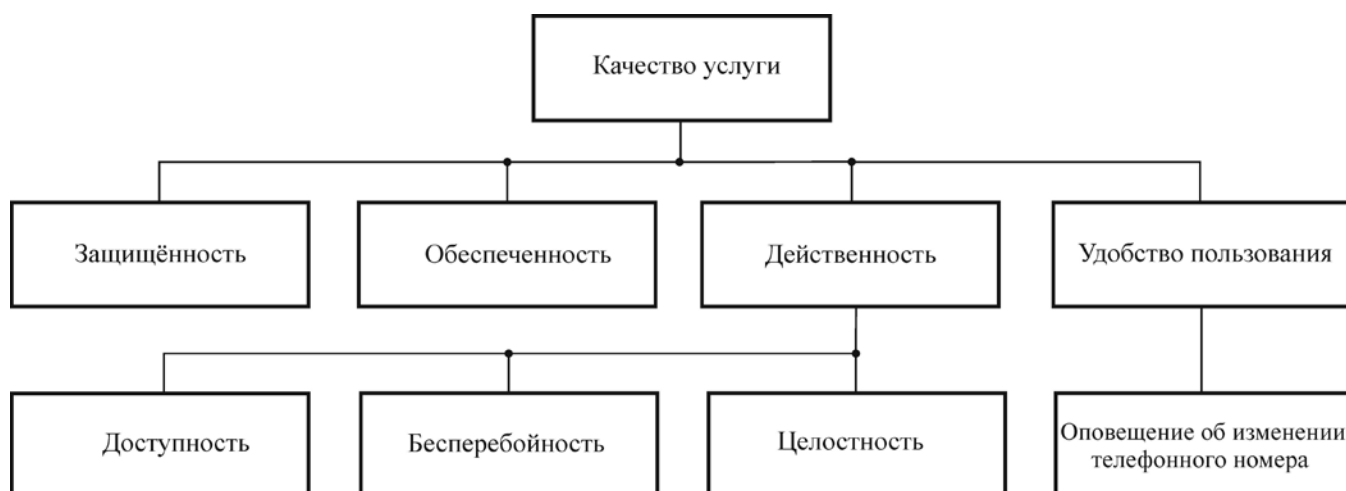 Качество услуги
Защищённость
Обеспеченность
Действенность
Удобство пользования
Доступность
Бесперебойность
Целостность
Оповещение об изменении
телефонного номера